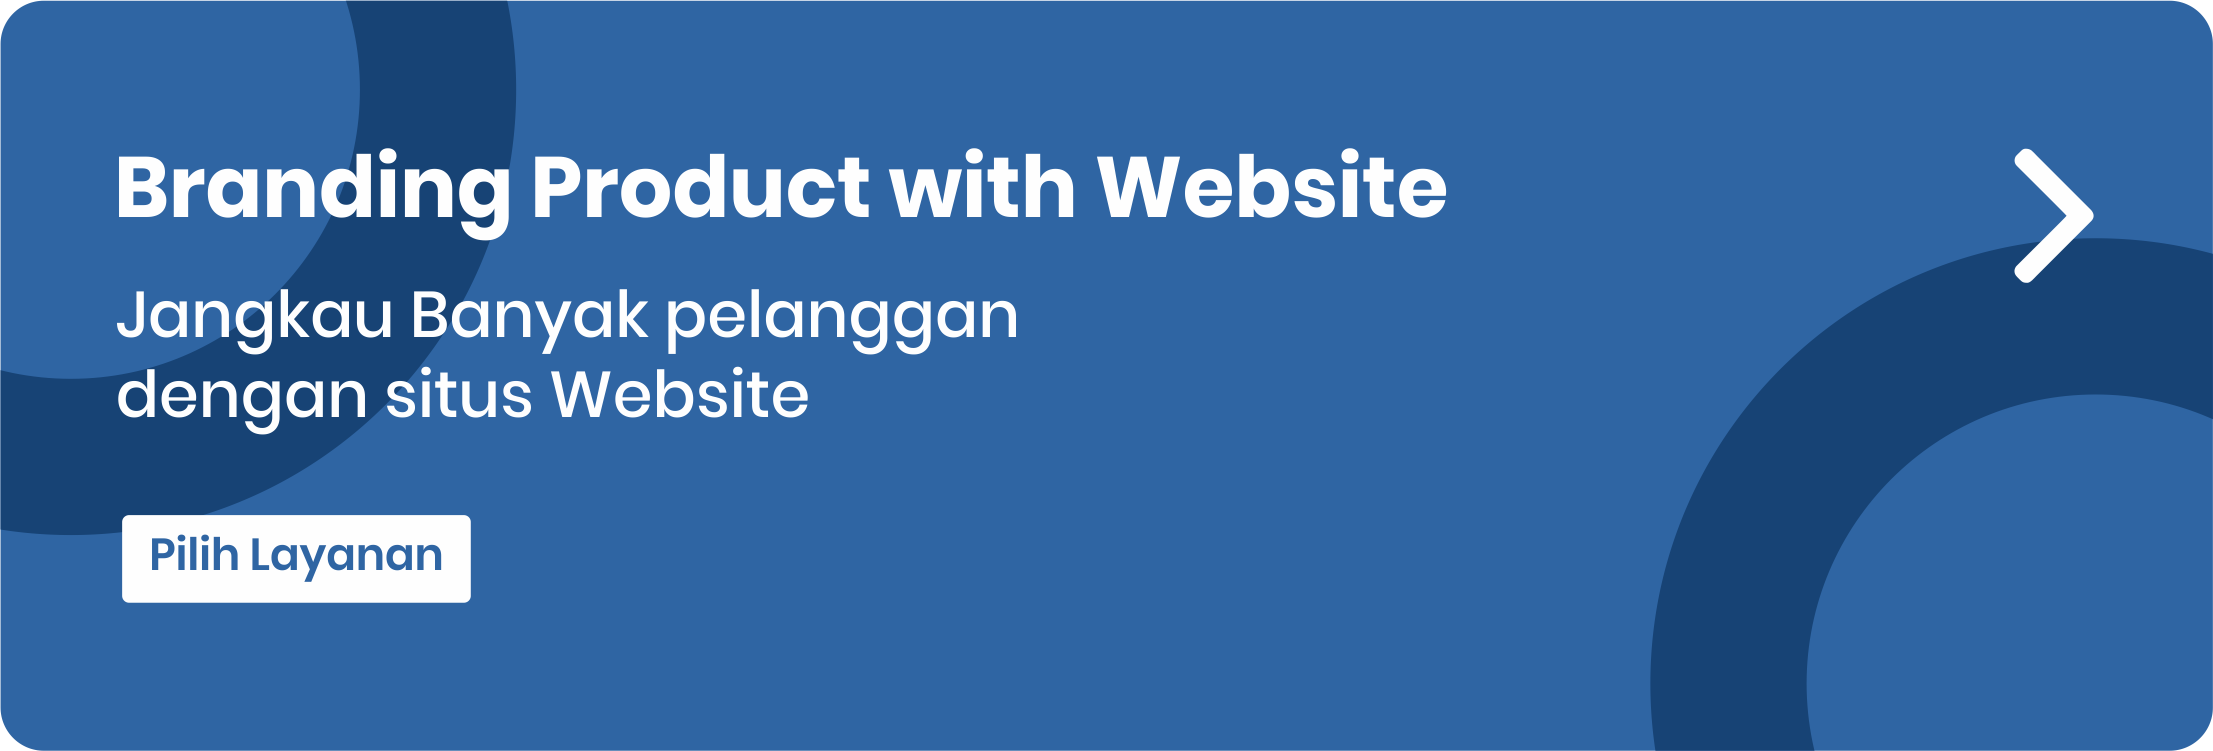 Branding Product with Website
Jangkau Banyak pelanggan
dengan situs Website
Pilih Layanan